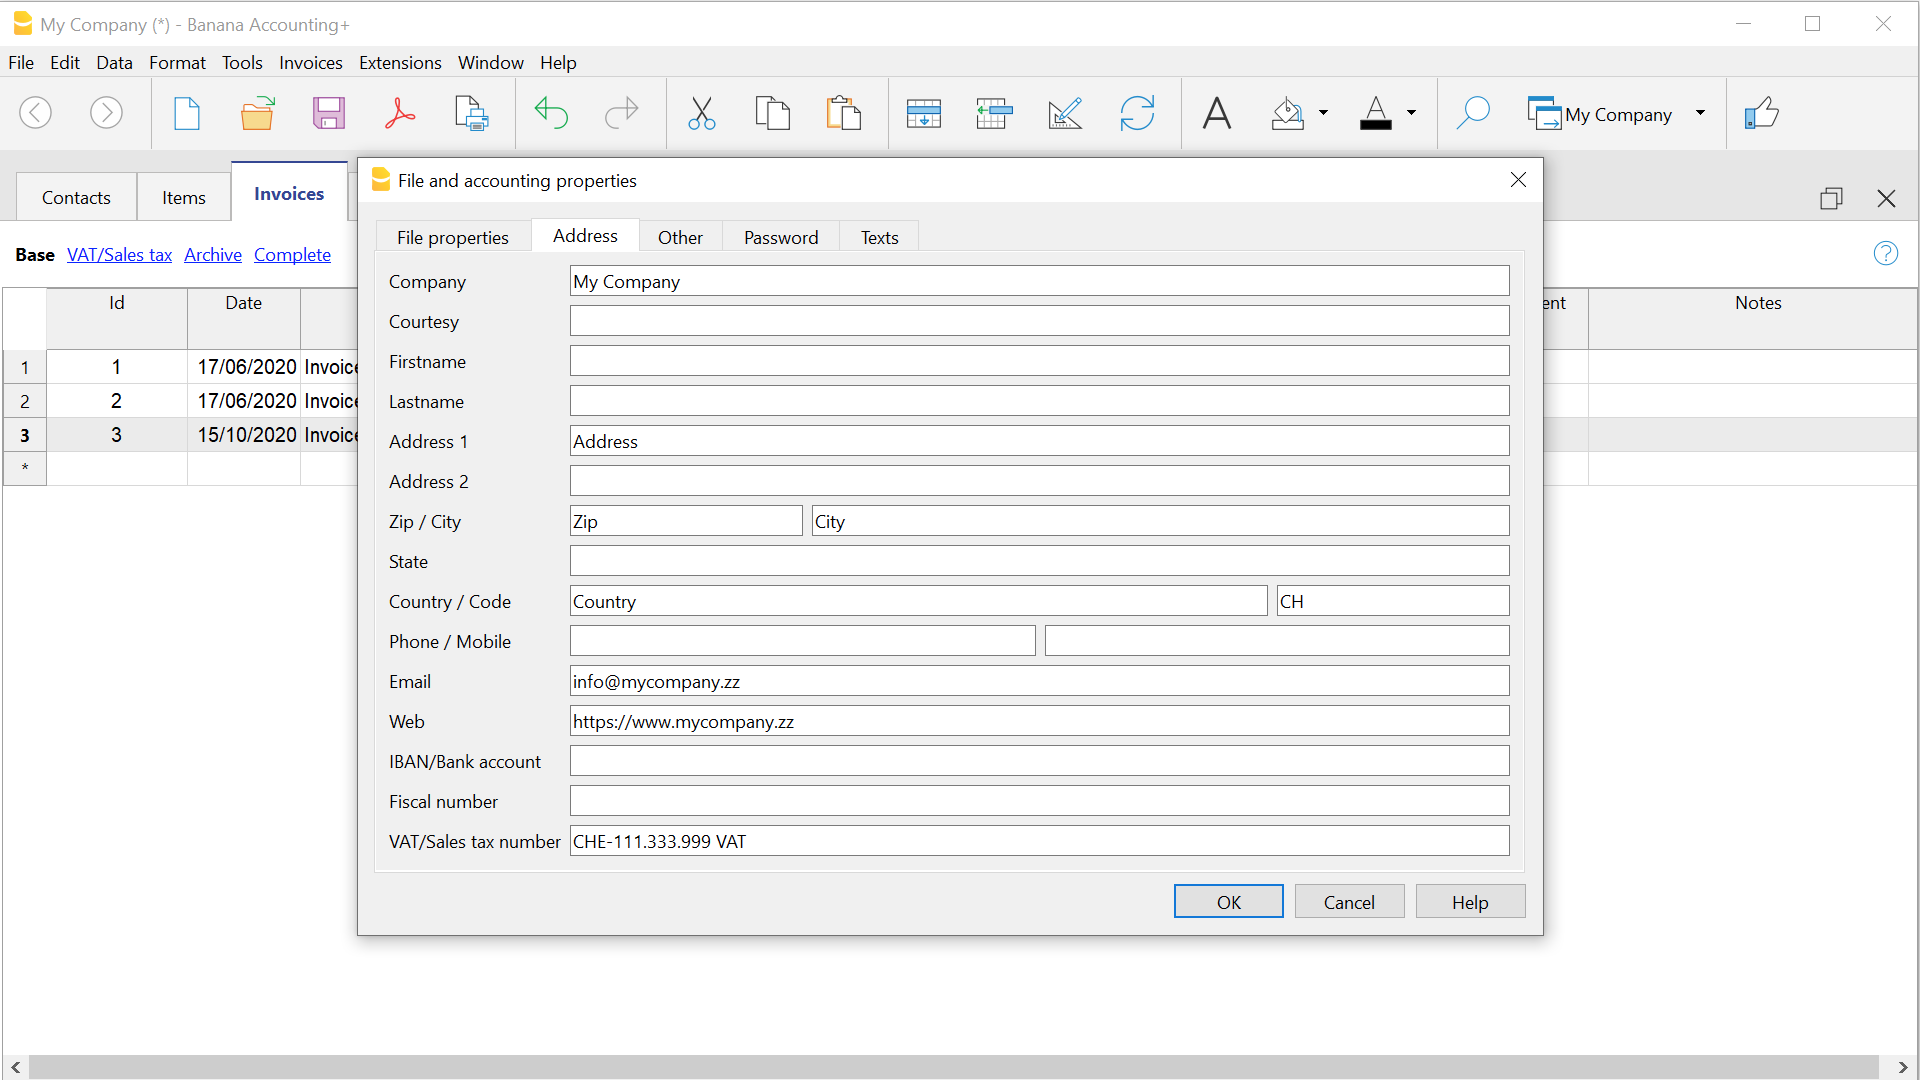 My Company (*) - Banana Accounting+
File Edit Data Format Tools Invoices Extensions Window Help
My Company
File and accounting properties
Contacts Items Invoices
File properties Address Other Password Texts
Base VAT/Sales tax Archive Complete
?
Company My Company
Id Date ent Notes
Courtesy
Firstname
1 1 17/06/2020 Invoice
Lastname
2 2 17/06/2020 Invoice
Address 1 Address
3 3 15/10/2020 Invoice
*
Address 2
Zip / City Zip City
State
Country / Code Country CH
Phone / Mobile
Email info@mycompany.zz
Web https://www.mycompany.zz
IBAN/Bank account
Fiscal number
VAT/Sales tax number CHE-111.333.999 VAT
OK Cancel Help